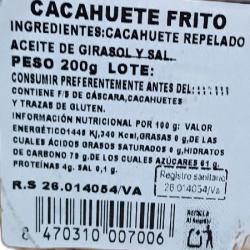 CACAHUETE FRITO
INGREDIENTES:CACAHUETE REPELADO
ACEITE DE GIRASOL Y SAL.
PESO 200g LOTE:
CONSUMIR PREFERENTEMENTE ANTES DEL:
CONTIENE F/S DE CÁSCARA, CACAHUETES
Y TRAZAS DE GLUTEN.
INFORMACIÓN NUTRICIONAL POR 100 g: VALOR
ENERGÉTICO1445 Kj,340 Kcal,GRASAS 0 g,DE LAS
CUALES ÁCIDOS GRASOS SATURADOS 0 g,HIDRATOS
DE CARBONO 79 g,DE LOS CUALES AZÚCARES 61 g,
PROTEÍNAS 4g, SAL 0,1 g.
Registro sanitario
26.014054/VA
R.S 26.014054/VA
8 470310 007006